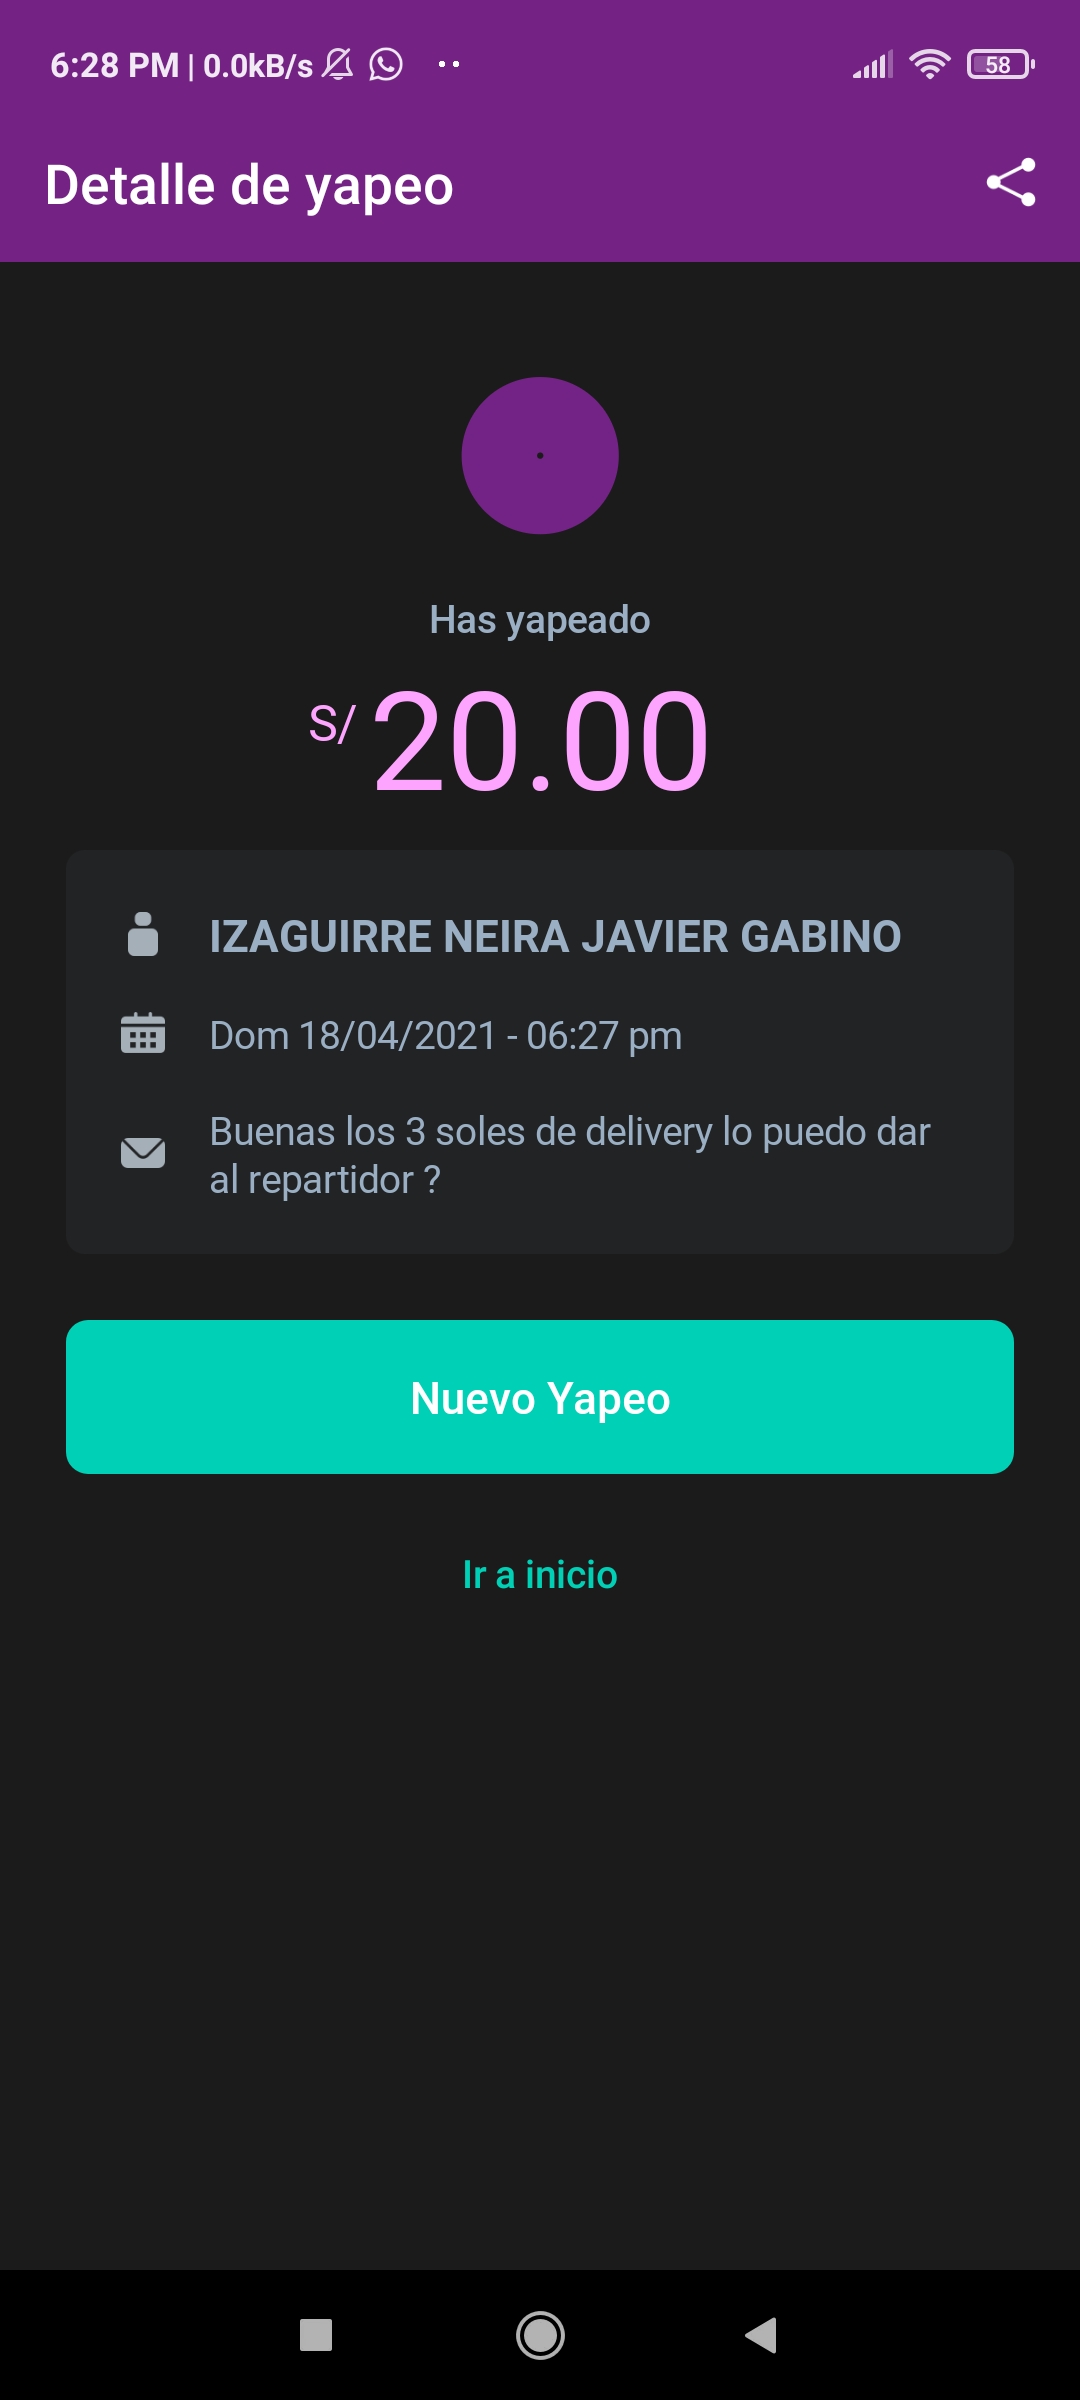 6:28 PM | 0.0kB/s
58
Detalle de yapeo
Has yapeado
S/ 20.00
IZAGUIRRE NEIRA JAVIER GABINO
Dom 18/04/2021 - 06:27 pm
Buenas los 3 soles de delivery lo puedo dar
al repartidor ?
Nuevo Yapeo
Ir a inicio